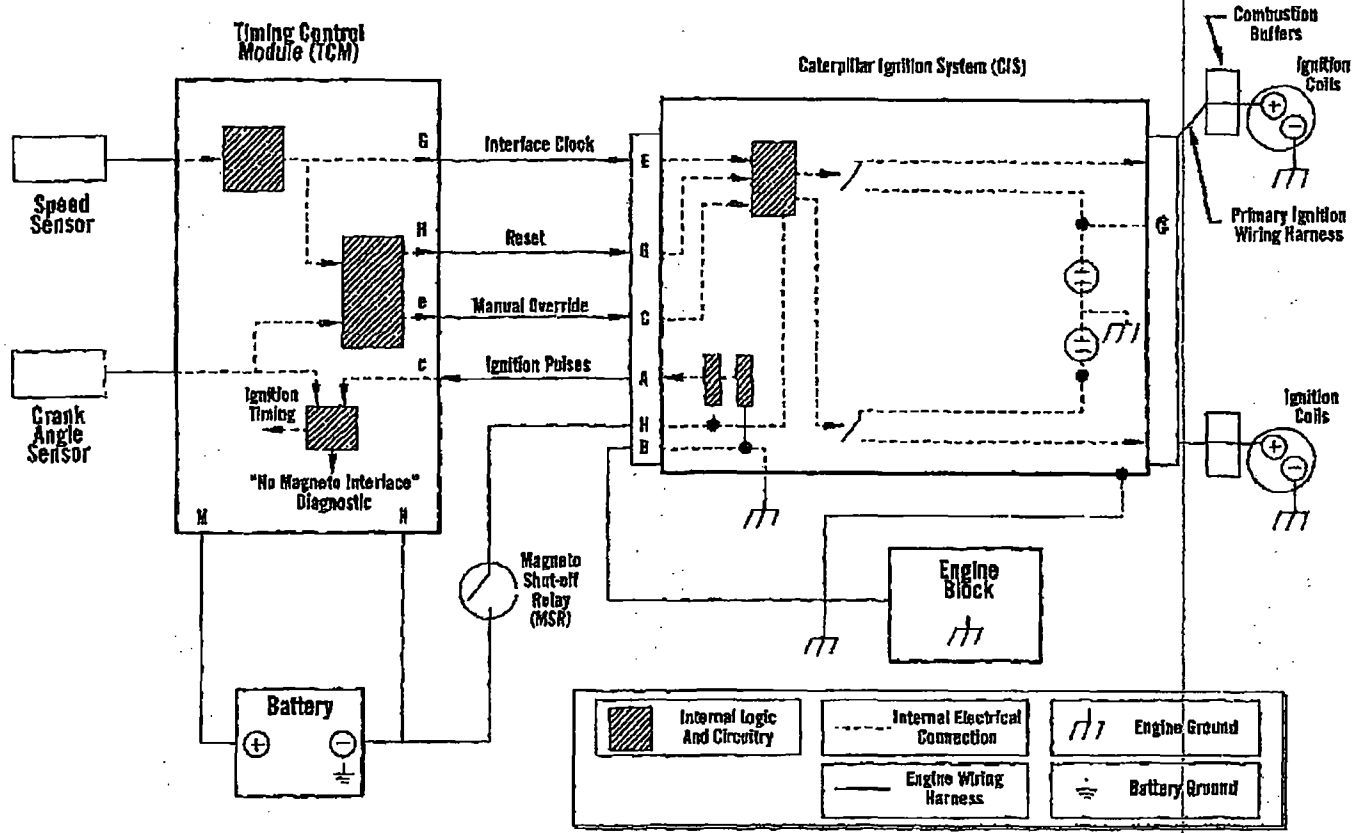 Timing Control
Module (TCM)
Caterpillar Ignition System (CIS)
Combustion
Buffers
Ignition
Coils
Speed
Sensor
G
Interface Clock
E
H
Reset
e
Manual Override
C
c
Ignition Pulses
A
H
B
G
Primary Ignition
Wiring Harness
+
-
Ignition
Timing
"No Magneto Interface"
Diagnostic
Crank
Angle
Sensor
Ignition
Coils
+
-
M
N
Magneto
Shut-off
Relay
(MSR)
Engine
Block
Battery
+
-
Internal Logic
And Circuitry
Internal Electrical
Connection
Engine Ground
Engine Wiring
Harness
Battery Ground